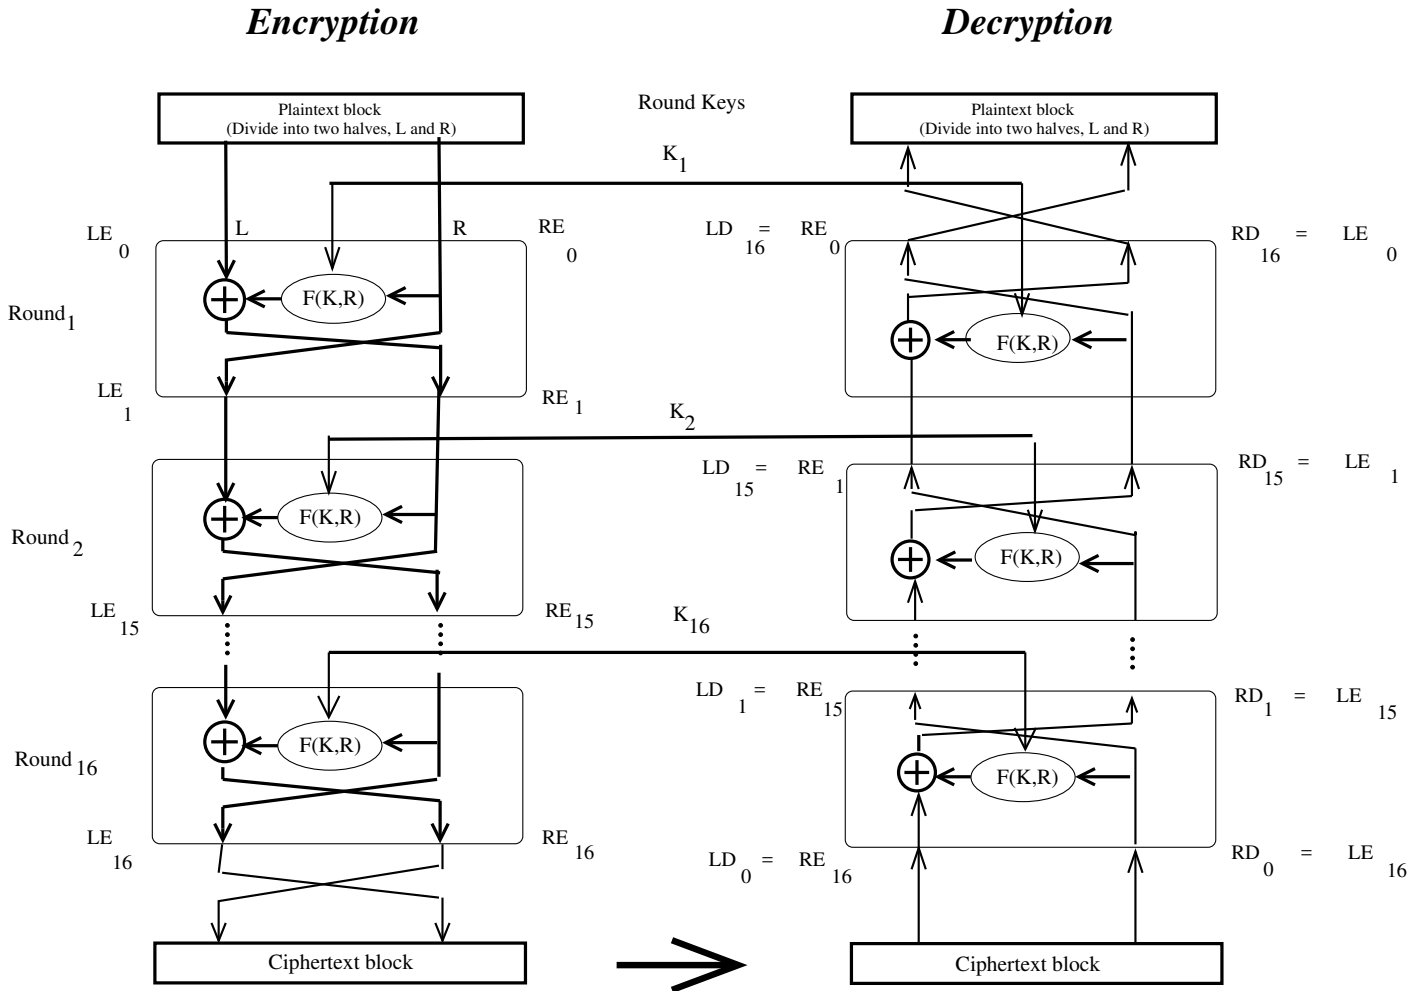 Encryption
Decryption
Plaintext block
(Divide into two halves, L and R)
Round Keys
Plaintext block
(Divide into two halves, L and R)
K1
LE0
L
R
RE0
LD16 = RE0
RD16 = LE0
F(K,R)
Round1
F(K,R)
LE1
RE1
K2
LD15 = RE1
RD15 = LE1
F(K,R)
Round2
F(K,R)
LE15
RE15
K16
LD1 = RE15
RD1 = LE15
F(K,R)
Round16
F(K,R)
LE16
RE16
LD0 = RE16
RD0 = LE16
Ciphertext block
Ciphertext block